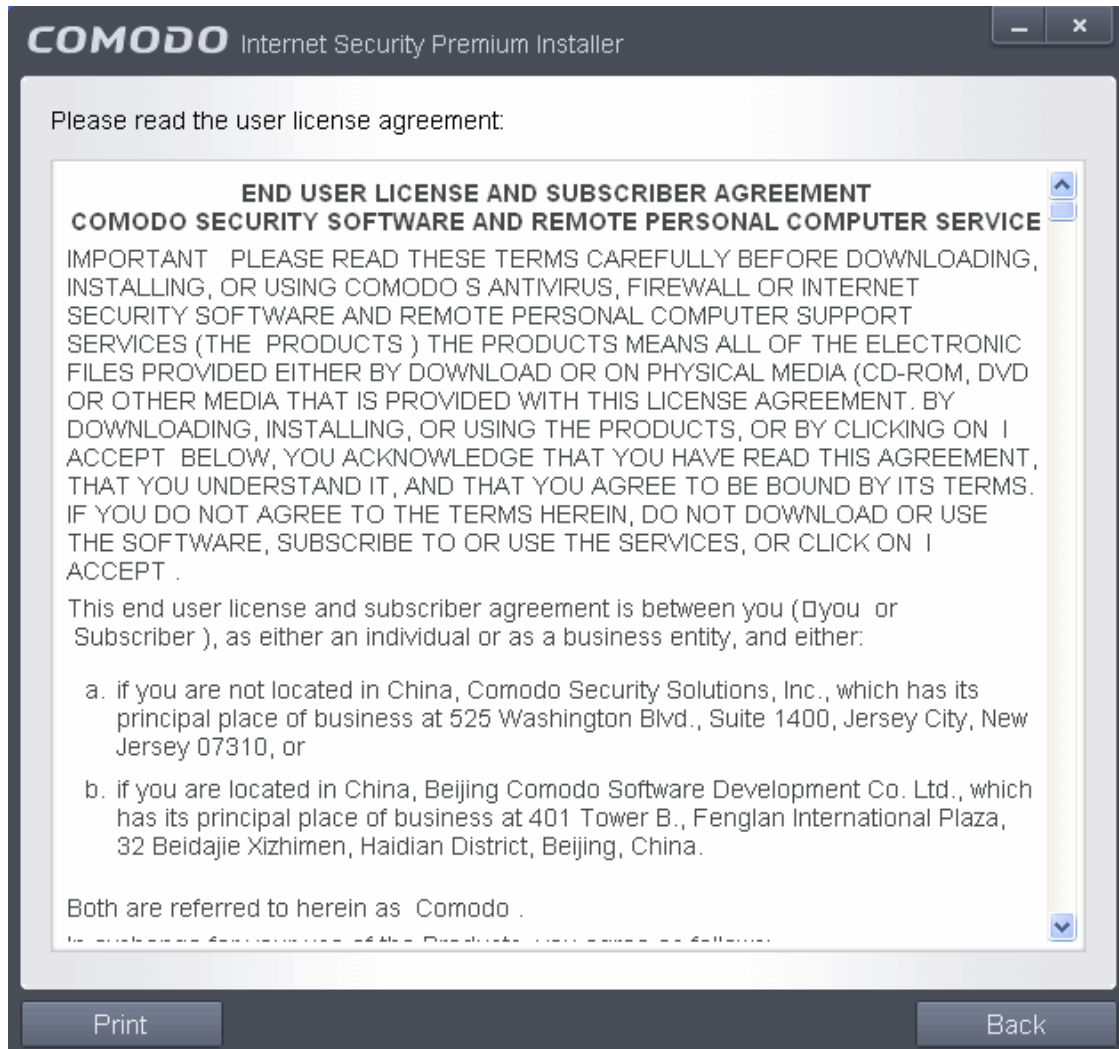 COMODO Internet Security Premium Installer
Please read the user license agreement:
END USER LICENSE AND SUBSCRIBER AGREEMENT
COMODO SECURITY SOFTWARE AND REMOTE PERSONAL COMPUTER SERVICE
IMPORTANT PLEASE READ THESE TERMS CAREFULLY BEFORE DOWNLOADING,
INSTALLING, OR USING COMODO S ANTIVIRUS, FIREWALL OR INTERNET
SECURITY SOFTWARE AND REMOTE PERSONAL COMPUTER SUPPORT
SERVICES (THE PRODUCTS ) THE PRODUCTS MEANS ALL OF THE ELECTRONIC
FILES PROVIDED EITHER BY DOWNLOAD OR ON PHYSICAL MEDIA (CD-ROM, DVD
OR OTHER MEDIA THAT IS PROVIDED WITH THIS LICENSE AGREEMENT. BY
DOWNLOADING, INSTALLING, OR USING THE PRODUCTS, OR BY CLICKING ON I
ACCEPT BELOW, YOU ACKNOWLEDGE THAT YOU HAVE READ THIS AGREEMENT,
THAT YOU UNDERSTAND IT, AND THAT YOU AGREE TO BE BOUND BY ITS TERMS.
IF YOU DO NOT AGREE TO THE TERMS HEREIN, DO NOT DOWNLOAD OR USE
THE SOFTWARE, SUBSCRIBE TO OR USE THE SERVICES, OR CLICK ON I
ACCEPT .
This end user license and subscriber agreement is between you (□you or
Subscriber ), as either an individual or as a business entity, and either:
a. if you are not located in China, Comodo Security Solutions, Inc., which has its
principal place of business at 525 Washington Blvd., Suite 1400, Jersey City, New
Jersey 07310, or
b. if you are located in China, Beijing Comodo Software Development Co. Ltd., which
has its principal place of business at 401 Tower B., Fenglan International Plaza,
32 Beidajie Xizhimen, Haidian District, Beijing, China.
Both are referred to herein as Comodo .
In exchange for your use of the Products, you agree as follows:
Print
Back